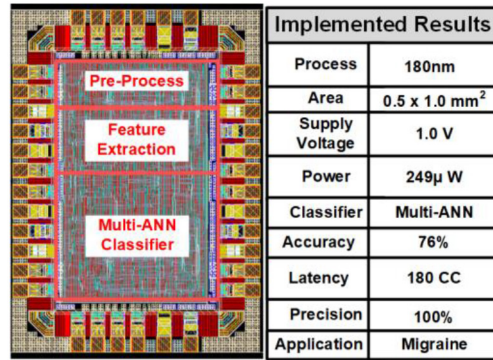 Pre-Process
Feature
Extraction
Multi-ANN
Classifier
Implemented Results
Process 180nm
Area 0.5 x 1.0 mm²
Supply
Voltage 1.0 V
Power 249µ W
Classifier Multi-ANN
Accuracy 76%
Latency 180 CC
Precision 100%
Application Migraine